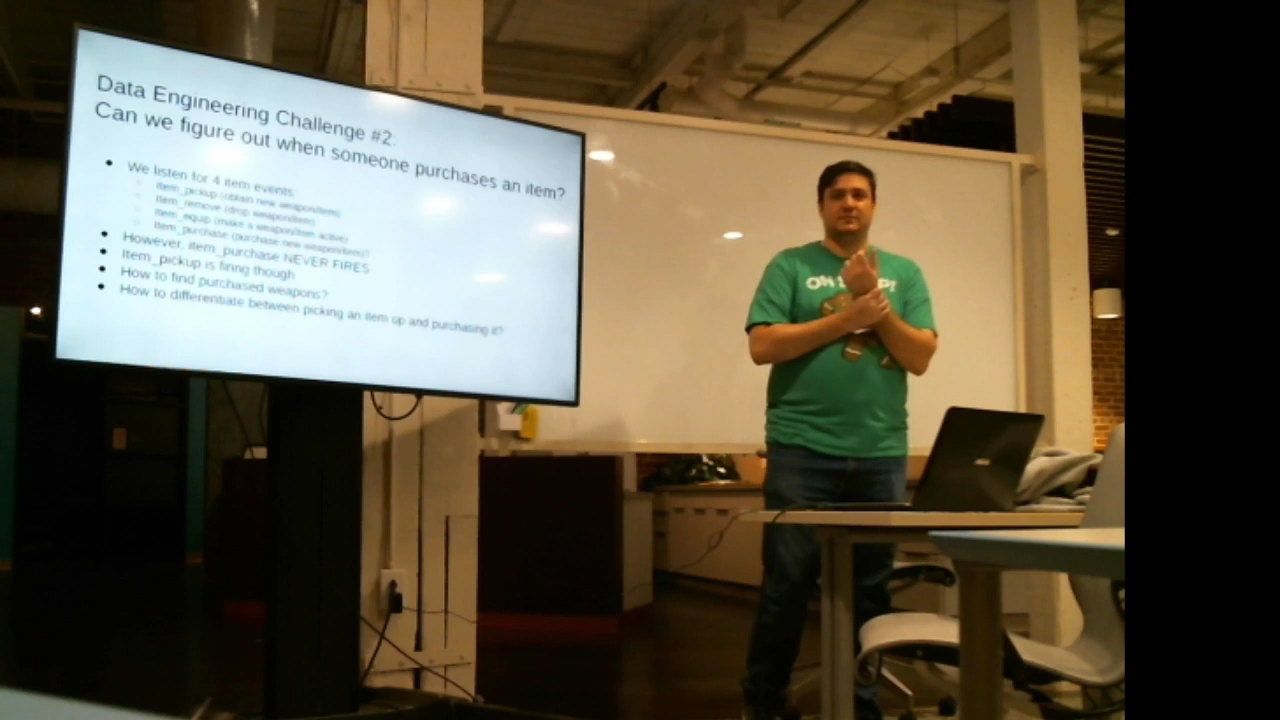 Data Engineering Challenge #2:
Can we figure out when someone purchases an item?
We listen for 4 item events:
item_pickup (obtain new weapon/item)
item_remove (drop weapon/item)
item_equip (make a weapon/item active)
item_purchase (purchase new weapon/item)?
However, item_purchase NEVER FIRES
Item_pickup is firing though
How to find purchased weapons?
How to differentiate between picking an item up and purchasing it?
OH S
P!